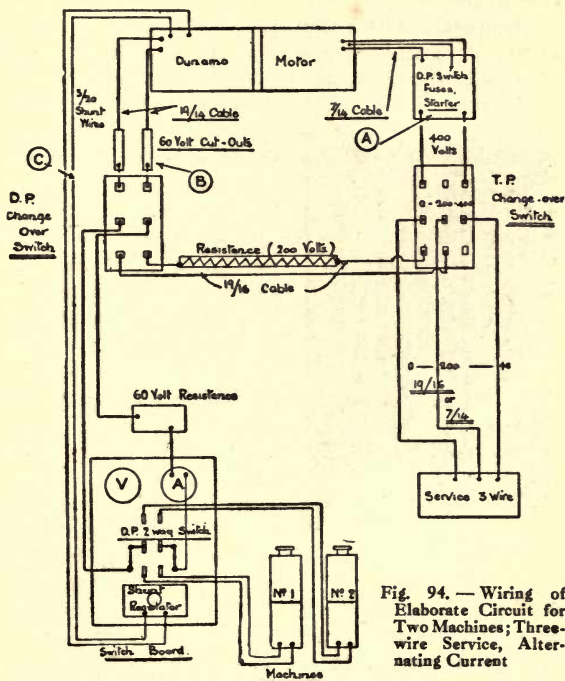 Dynamo
Motor
D.P. Switch
Fuses,
Starter
3/20
Shunt
Wires
19/14 Cable
7/14 Cable
A
60 Volt Cut-Outs
400
Volts
C
B
D.P.
Change
Over
Switch
T.P.
Change-over
Switch
0-200-400
Resistance (200 Volts)
19/16 Cable
0 — 200 —
19/16
or
7/14
60 Volt Resistance
V
A
Service 3 Wire
D.P. 2 way Switch
Shunt
Regulator
Nº 1
Nº 2
Switch Board.
Machines
Fig. 94. — Wiring of
Elaborate Circuit for
Two Machines; Three-
wire Service, Alter-
nating Current